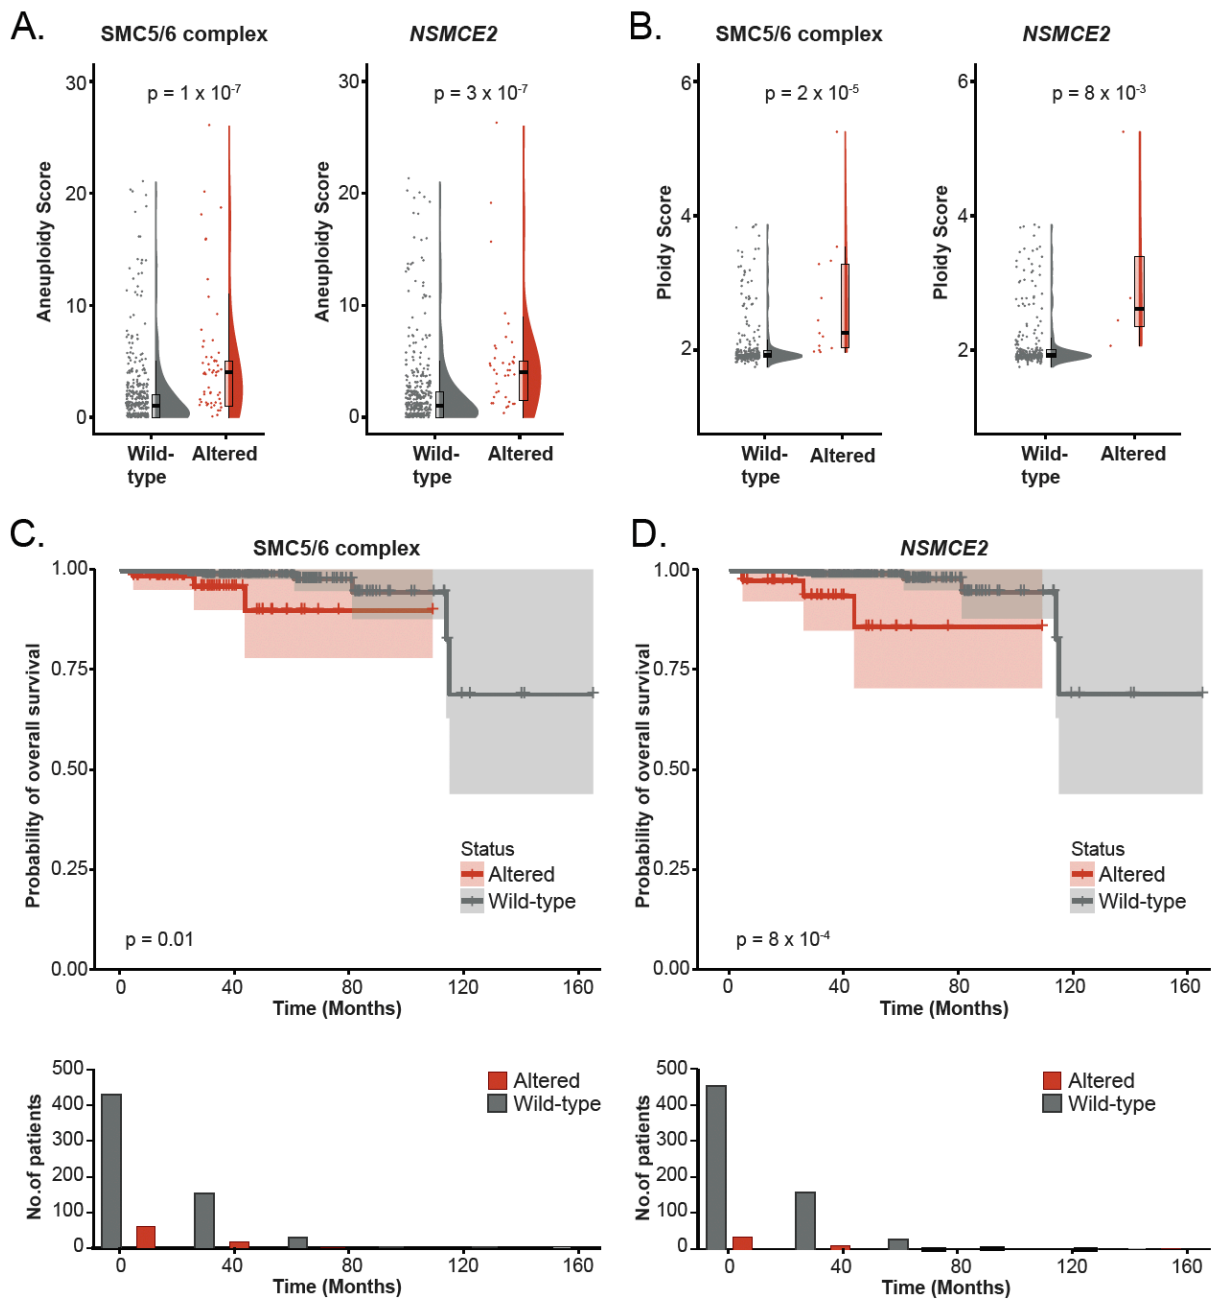 A.
SMC5/6 complex
NSMCE2
B.
SMC5/6 complex
NSMCE2
30
20
10
0
Aneuploidy Score
p = 1 x 10-7
Wild-type
Altered
30
20
10
0
Aneuploidy Score
p = 3 x 10-7
Wild-type
Altered
6
4
2
Ploidy Score
p = 2 x 10-5
Wild-type
Altered
6
4
2
Ploidy Score
p = 8 x 10-3
Wild-type
Altered
C.
SMC5/6 complex
1.00
0.75
0.50
0.25
0.00
Probability of overall survival
Status
Altered
Wild-type
p = 0.01
0 40 80 120 160
Time (Months)
D.
NSMCE2
1.00
0.75
0.50
0.25
0.00
Probability of overall survival
Status
Altered
Wild-type
p = 8 x 10-4
0 40 80 120 160
Time (Months)
500
400
300
200
100
0
No.of patients
Altered
Wild-type
0 40 80 120 160
Time (Months)
500
400
300
200
100
0
No.of patients
Altered
Wild-type
0 40 80 120 160
Time (Months)